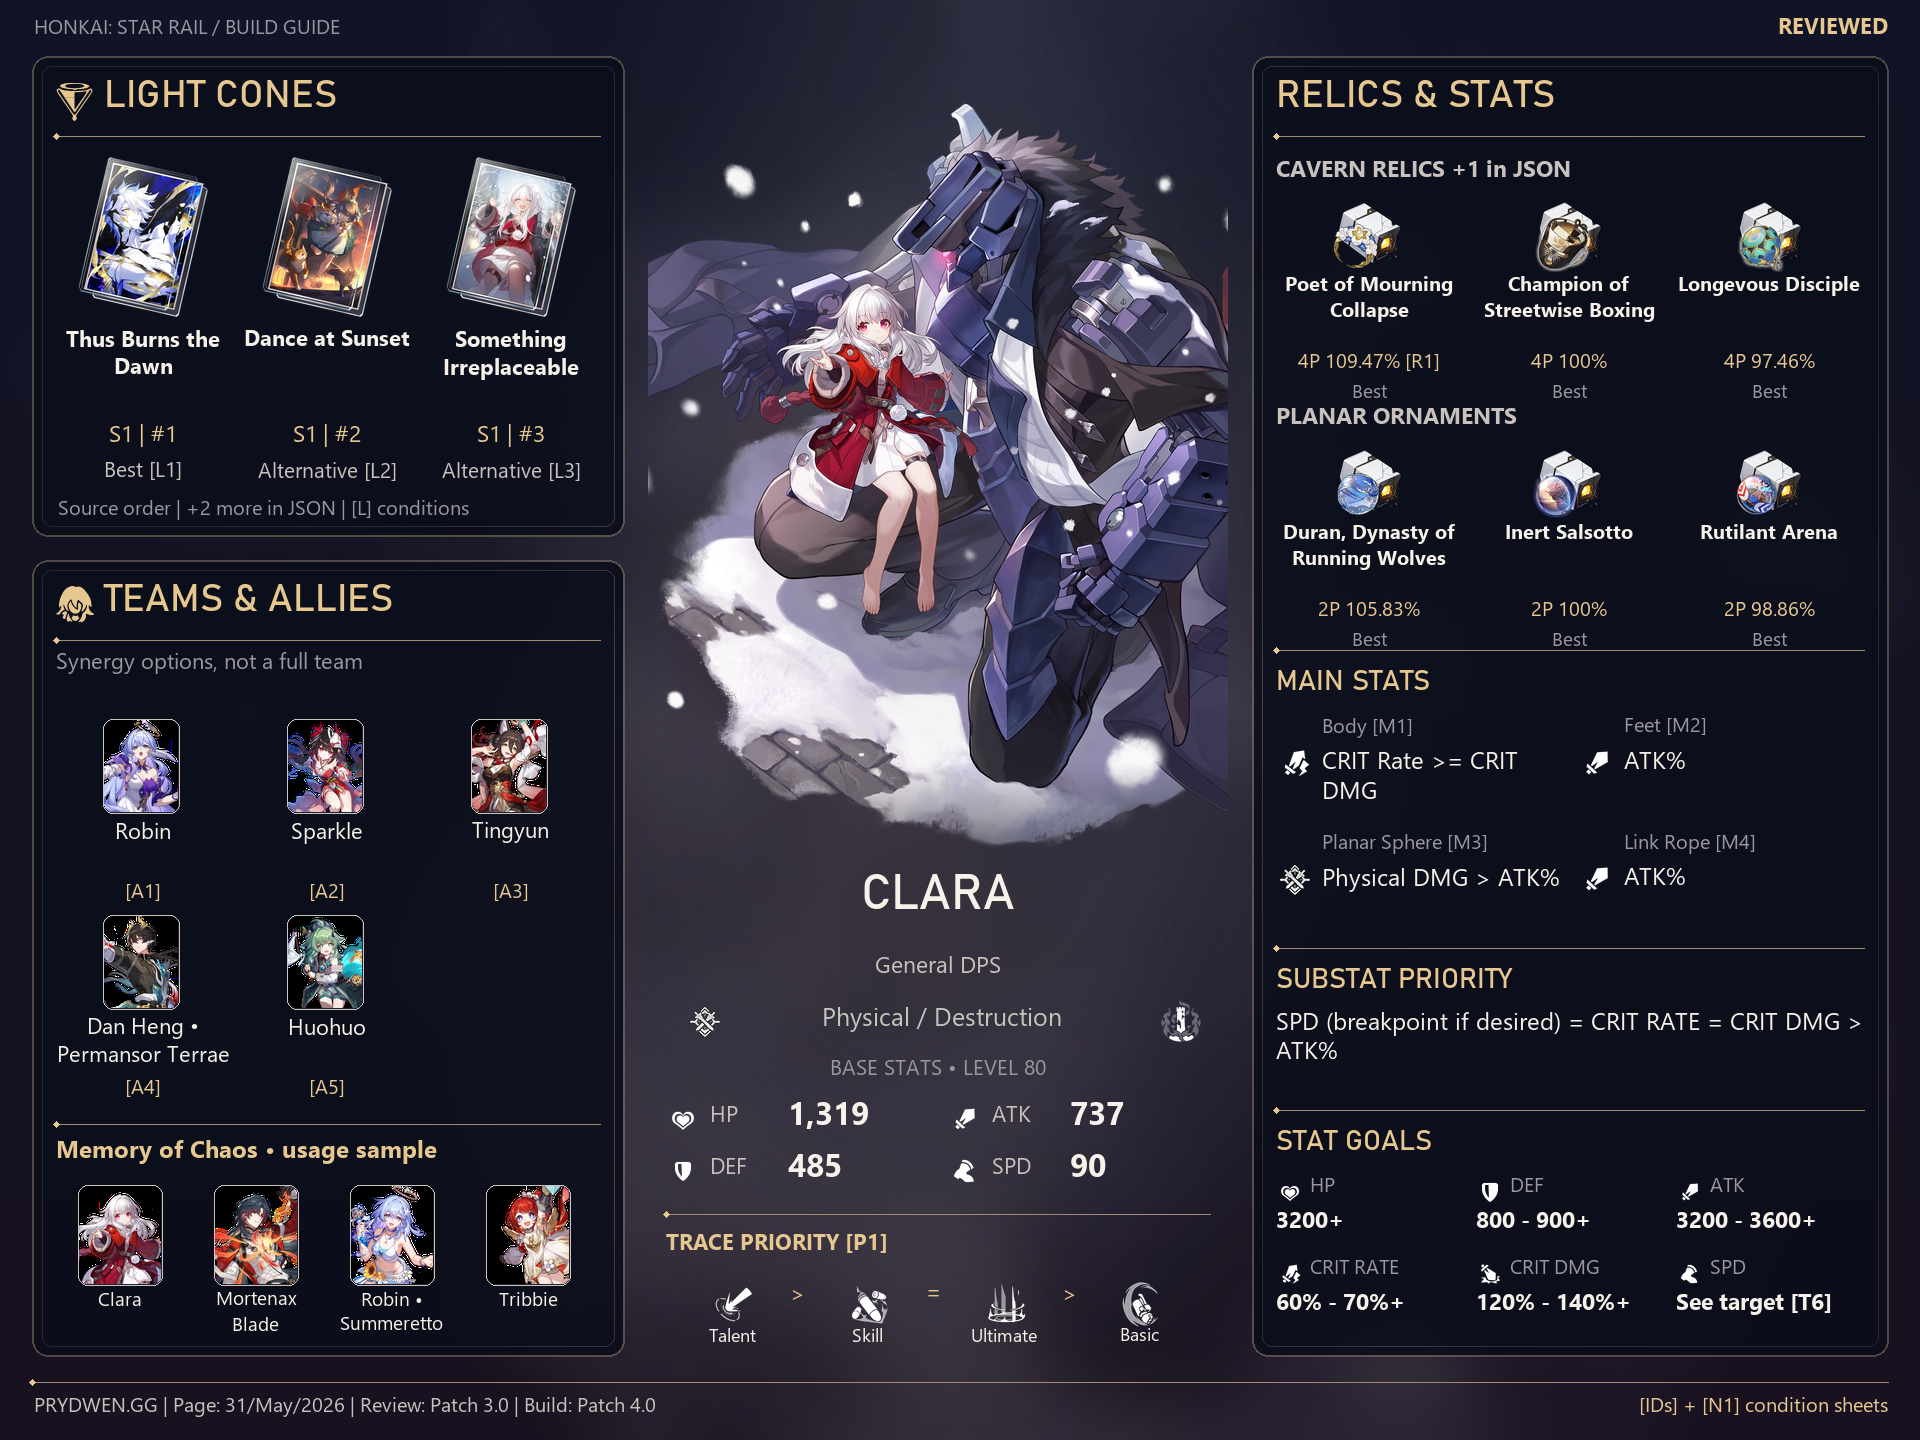 HONKAI: STAR RAIL / BUILD GUIDE
REVIEWED
LIGHT CONES
Thus Burns the Dawn
Dance at Sunset
Something Irreplaceable
S1 | #1
S1 | #2
S1 | #3
Best [L1]
Alternative [L2]
Alternative [L3]
Source order | +2 more in JSON | [L] conditions
TEAMS & ALLIES
Synergy options, not a full team
Robin
Sparkle
Tingyun
[A1]
[A2]
[A3]
Dan Heng •
Permansor Terrae
Huohuo
[A4]
[A5]
Memory of Chaos • usage sample
Clara
Mortenax
Blade
Robin •
Summeretto
Tribbie
CLARA
General DPS
Physical / Destruction
BASE STATS • LEVEL 80
HP 1,319
ATK 737
DEF 485
SPD 90
TRACE PRIORITY [P1]
Talent > Skill = Ultimate > Basic
RELICS & STATS
CAVERN RELICS +1 in JSON
Poet of Mourning
Collapse
Champion of
Streetwise Boxing
Longevous Disciple
4P 109.47% [R1]
4P 100%
4P 97.46%
Best
Best
Best
PLANAR ORNAMENTS
Duran, Dynasty of
Running Wolves
Inert Salsotto
Rutilant Arena
2P 105.83%
2P 100%
2P 98.86%
Best
Best
Best
MAIN STATS
Body [M1]
CRIT Rate >= CRIT
DMG
Feet [M2]
ATK%
Planar Sphere [M3]
Physical DMG > ATK%
Link Rope [M4]
ATK%
SUBSTAT PRIORITY
SPD (breakpoint if desired) = CRIT RATE = CRIT DMG >
ATK%
STAT GOALS
HP
3200+
DEF
800 - 900+
ATK
3200 - 3600+
CRIT RATE
60% - 70%+
CRIT DMG
120% - 140%+
SPD
See target [T6]
PRYDWEN.GG | Page: 31/May/2026 | Review: Patch 3.0 | Build: Patch 4.0
[IDs] + [N1] condition sheets